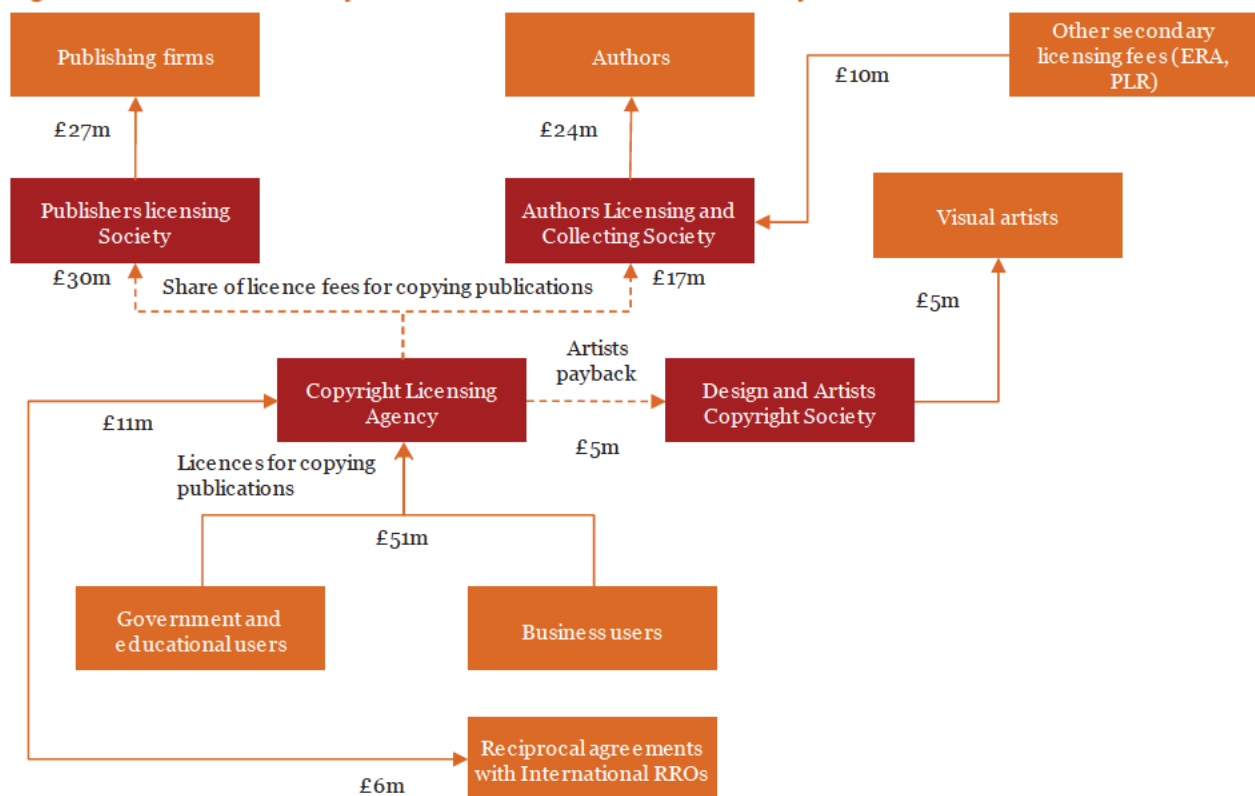 Publishing firms
Authors
Other secondary
licensing fees (ERA,
PLR)
£10m
£27m
£24m
Publishers licensing
Society
Authors Licensing and
Collecting Society
Visual artists
£30m
Share of licence fees for copying publications
£17m
£5m
Artists
payback
Copyright Licensing
Agency
Design and Artists
Copyright Society
£11m
£5m
Licences for copying
publications
£51m
Government and
educational users
Business users
Reciprocal agreements
with International RROs
£6m